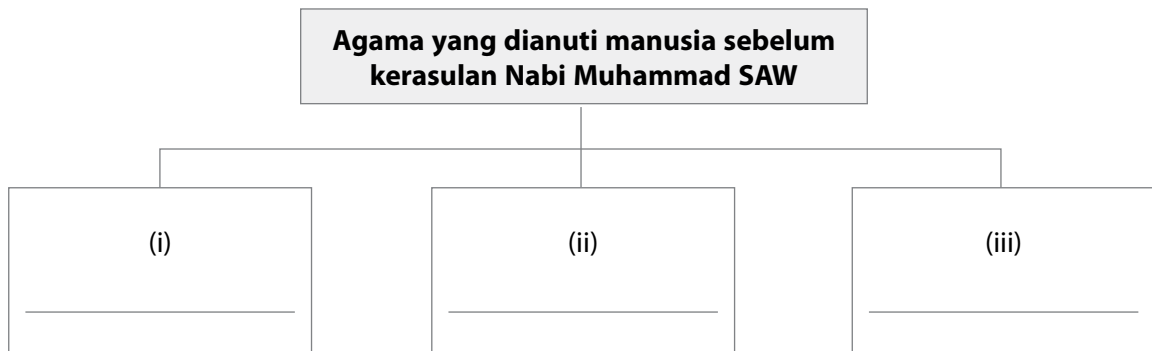 Agama yang dianuti manusia sebelum
kerasulan Nabi Muhammad SAW
(i)
(ii)
(iii)